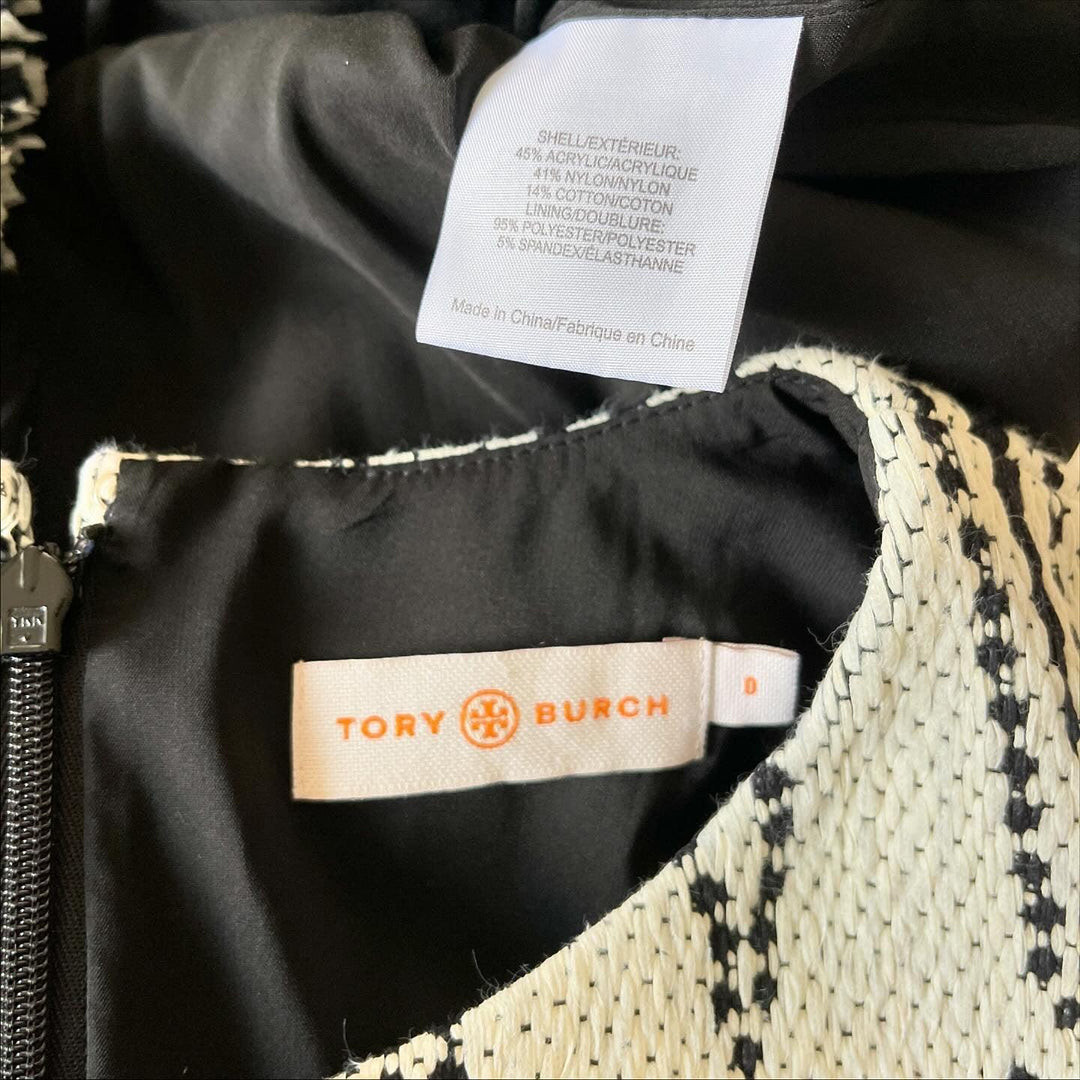 SHELL/EXTÉRIEUR:
45% ACRYLIC/ACRYLIQUE
41% NYLON/NYLON
14% COTTON/COTON
LINING/DOUBLURE:
95% POLYESTER/POLYESTER
5% SPANDEX/ÉLASTHANNE
Made in China/Fabrique en Chine
YKK
TORY BURCH
0